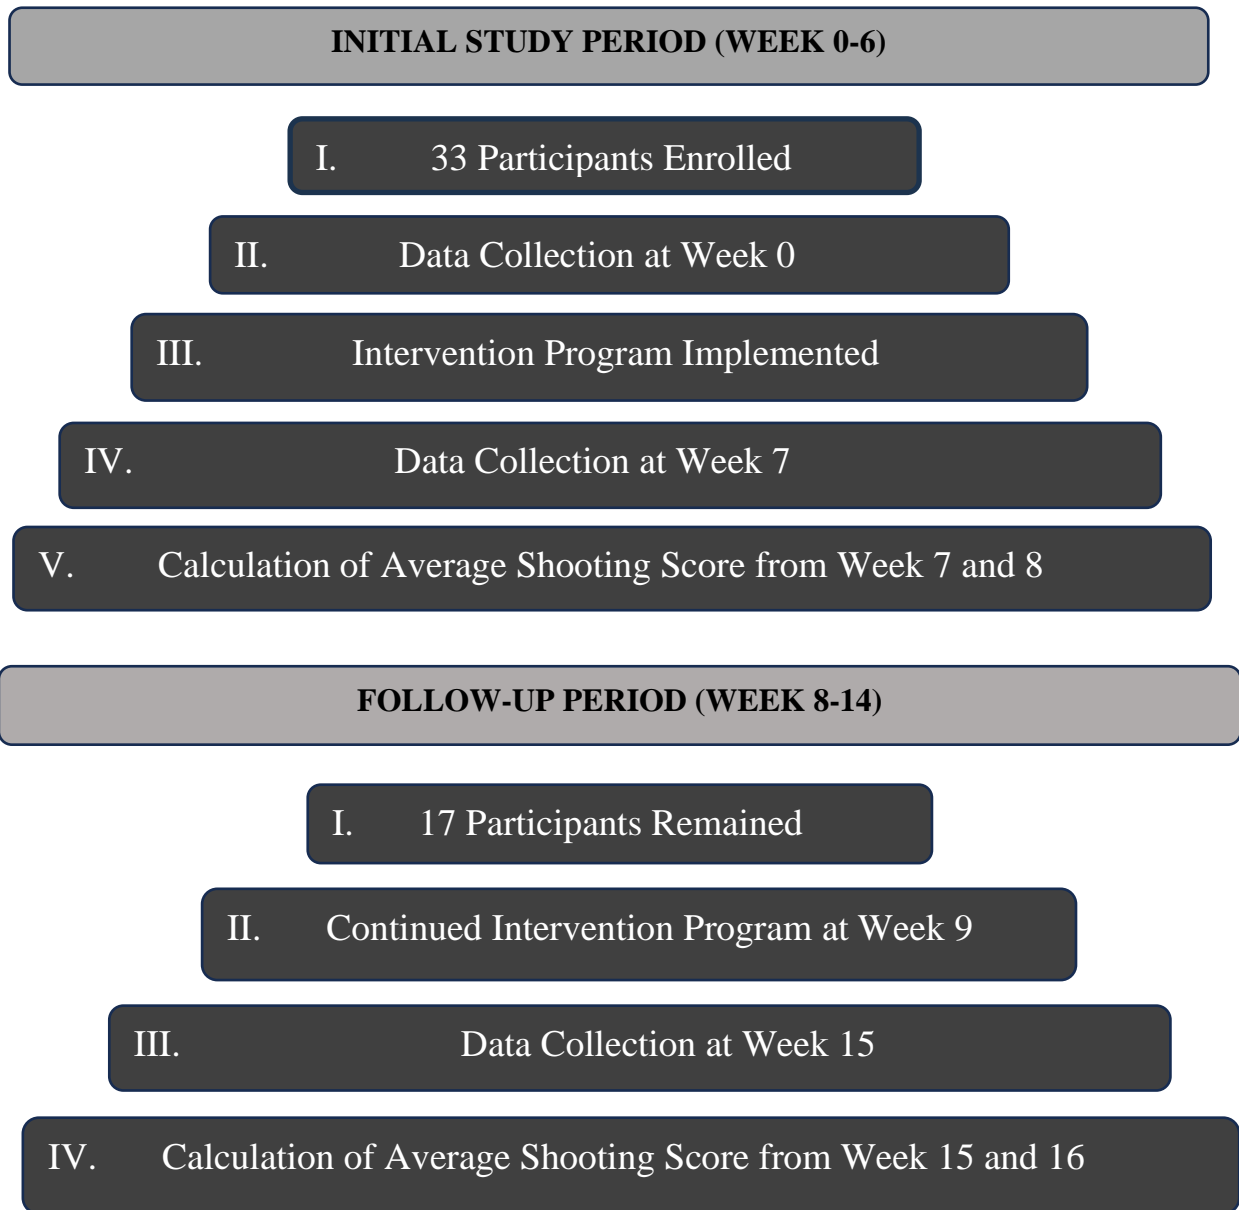 INITIAL STUDY PERIOD (WEEK 0-6)
I. 33 Participants Enrolled
II. Data Collection at Week 0
III. Intervention Program Implemented
IV. Data Collection at Week 7
V. Calculation of Average Shooting Score from Week 7 and 8
FOLLOW-UP PERIOD (WEEK 8-14)
I. 17 Participants Remained
II. Continued Intervention Program at Week 9
III. Data Collection at Week 15
IV. Calculation of Average Shooting Score from Week 15 and 16